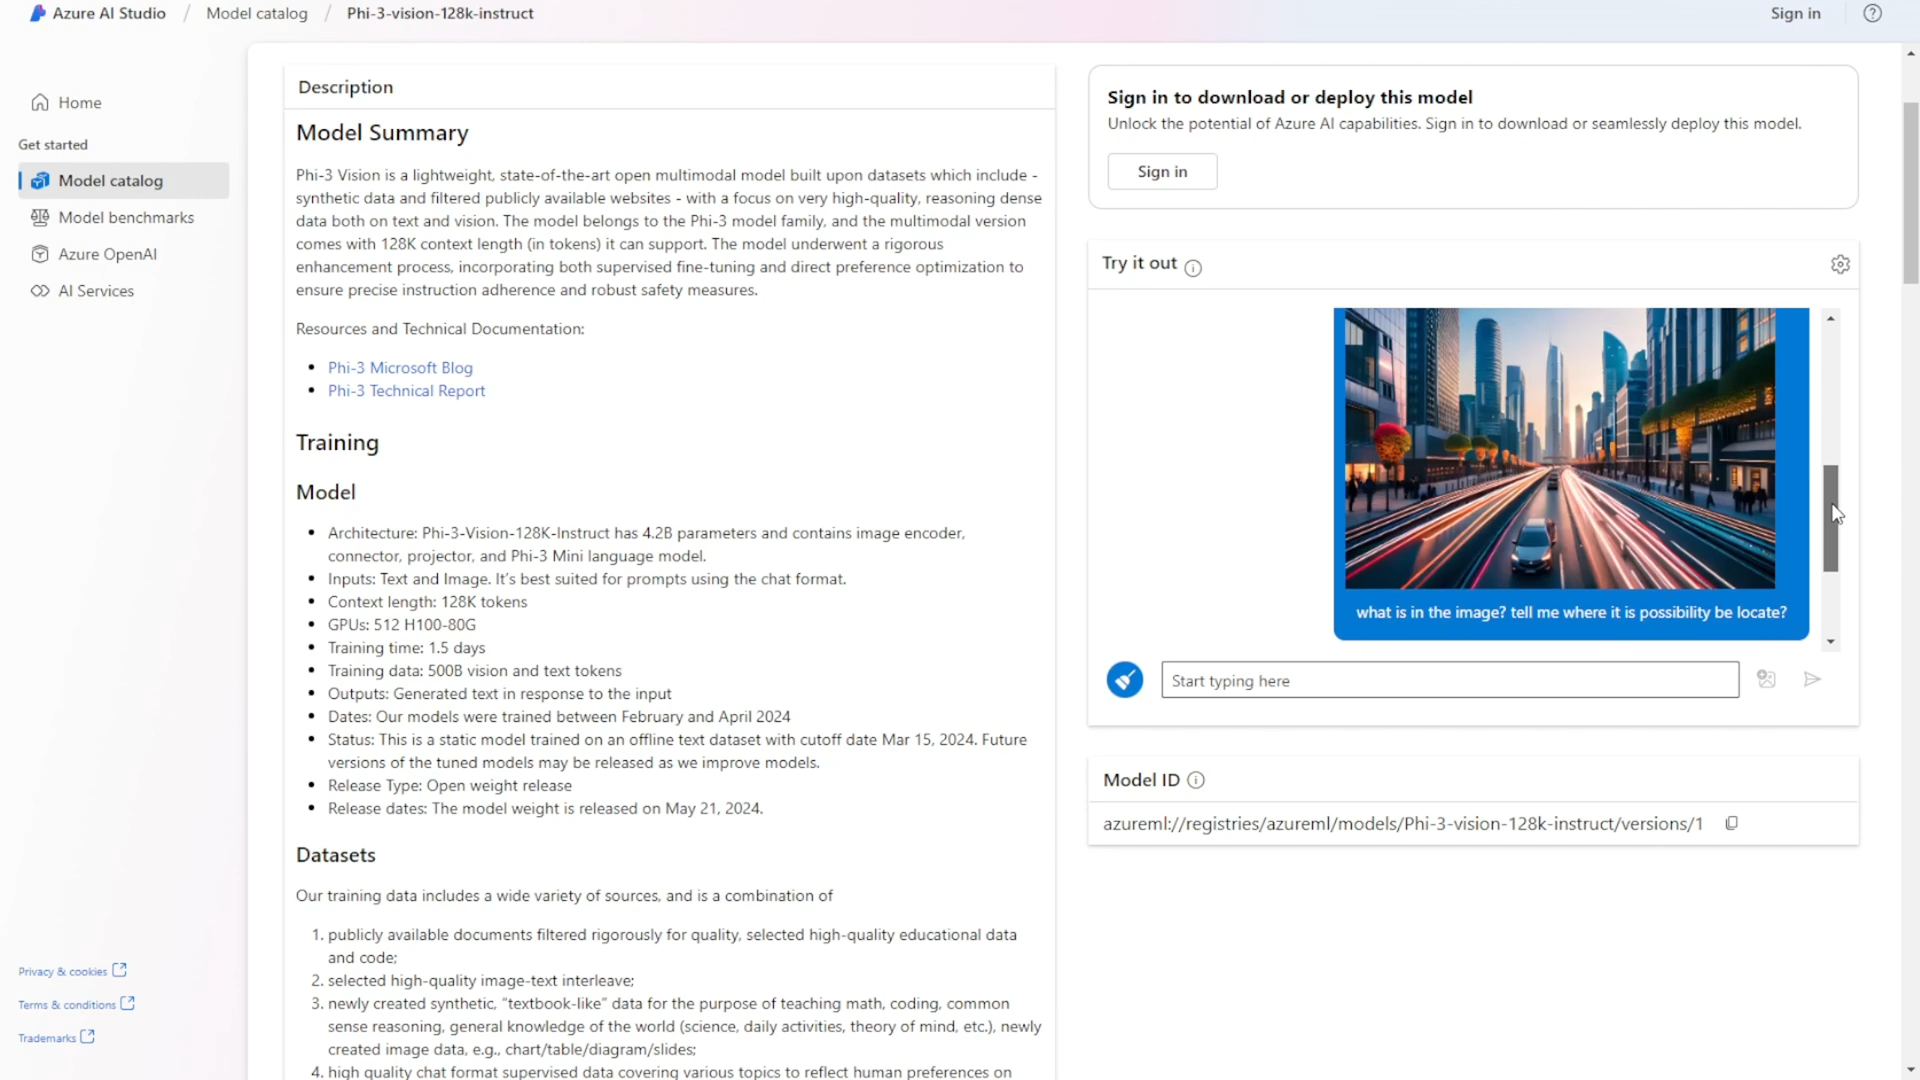 Azure AI Studio / Model catalog / Phi-3-vision-128k-instruct
Sign in
Home
Get started
Model catalog
Model benchmarks
Azure OpenAI
AI Services
Privacy & cookies
Terms & conditions
Trademarks
Description
Model Summary
Phi-3 Vision is a lightweight, state-of-the-art open multimodal model built upon datasets which include -
synthetic data and filtered publicly available websites - with a focus on very high-quality, reasoning dense
data both on text and vision. The model belongs to the Phi-3 model family, and the multimodal version
comes with 128K context length (in tokens) it can support. The model underwent a rigorous
enhancement process, incorporating both supervised fine-tuning and direct preference optimization to
ensure precise instruction adherence and robust safety measures.
Resources and Technical Documentation:
• Phi-3 Microsoft Blog
• Phi-3 Technical Report
Training
Model
• Architecture: Phi-3-Vision-128K-Instruct has 4.2B parameters and contains image encoder,
connector, projector, and Phi-3 Mini language model.
• Inputs: Text and Image. It’s best suited for prompts using the chat format.
• Context length: 128K tokens
• GPUs: 512 H100-80G
• Training time: 1.5 days
• Training data: 500B vision and text tokens
• Outputs: Generated text in response to the input
• Dates: Our models were trained between February and April 2024
• Status: This is a static model trained on an offline text dataset with cutoff date Mar 15, 2024. Future
versions of the tuned models may be released as we improve models.
• Release Type: Open weight release
• Release dates: The model weight is released on May 21, 2024.
Datasets
Our training data includes a wide variety of sources, and is a combination of
1. publicly available documents filtered rigorously for quality, selected high-quality educational data
and code;
2. selected high-quality image-text interleave;
3. newly created synthetic, “textbook-like” data for the purpose of teaching math, coding, common
sense reasoning, general knowledge of the world (science, daily activities, theory of mind, etc.), newly
created image data, e.g., chart/table/diagram/slides;
4. high quality chat format supervised data covering various topics to reflect human preferences on
Sign in to download or deploy this model
Unlock the potential of Azure AI capabilities. Sign in to download or seamlessly deploy this model.
Sign in
Try it out
what is in the image? tell me where it is possibility be locate?
Start typing here
Model ID
azureml://registries/azureml/models/Phi-3-vision-128k-instruct/versions/1